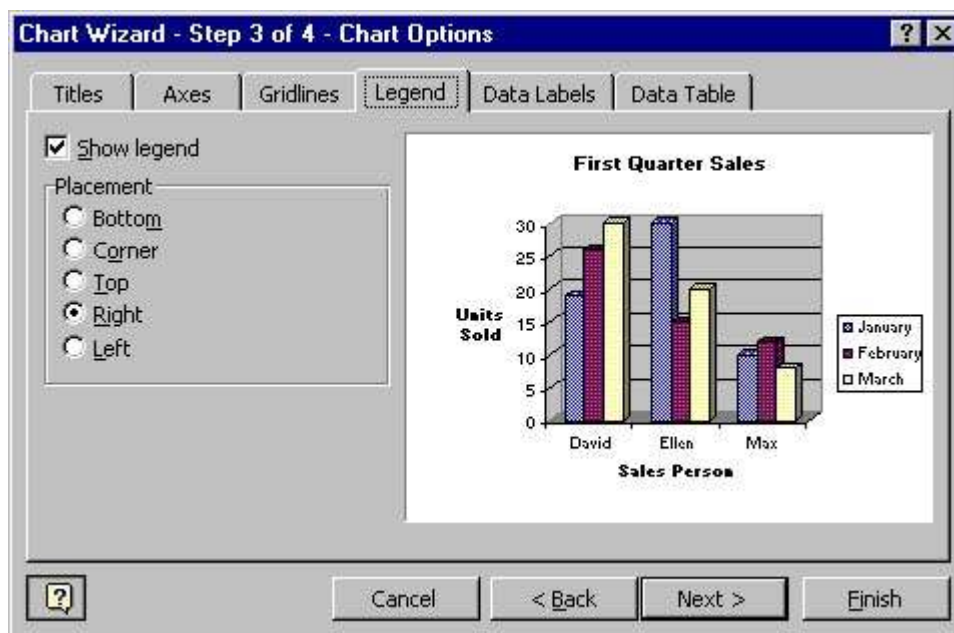 Chart Wizard - Step 3 of 4 - Chart Options
Titles Axes Gridlines Legend Data Labels Data Table
Show legend
Placement
Bottom
Corner
Top
Right
Left
First Quarter Sales
30
25
20
15
10
5
0
Units
Sold
David Ellen Max
Sales Person
January
February
March
Cancel < Back Next > Finish